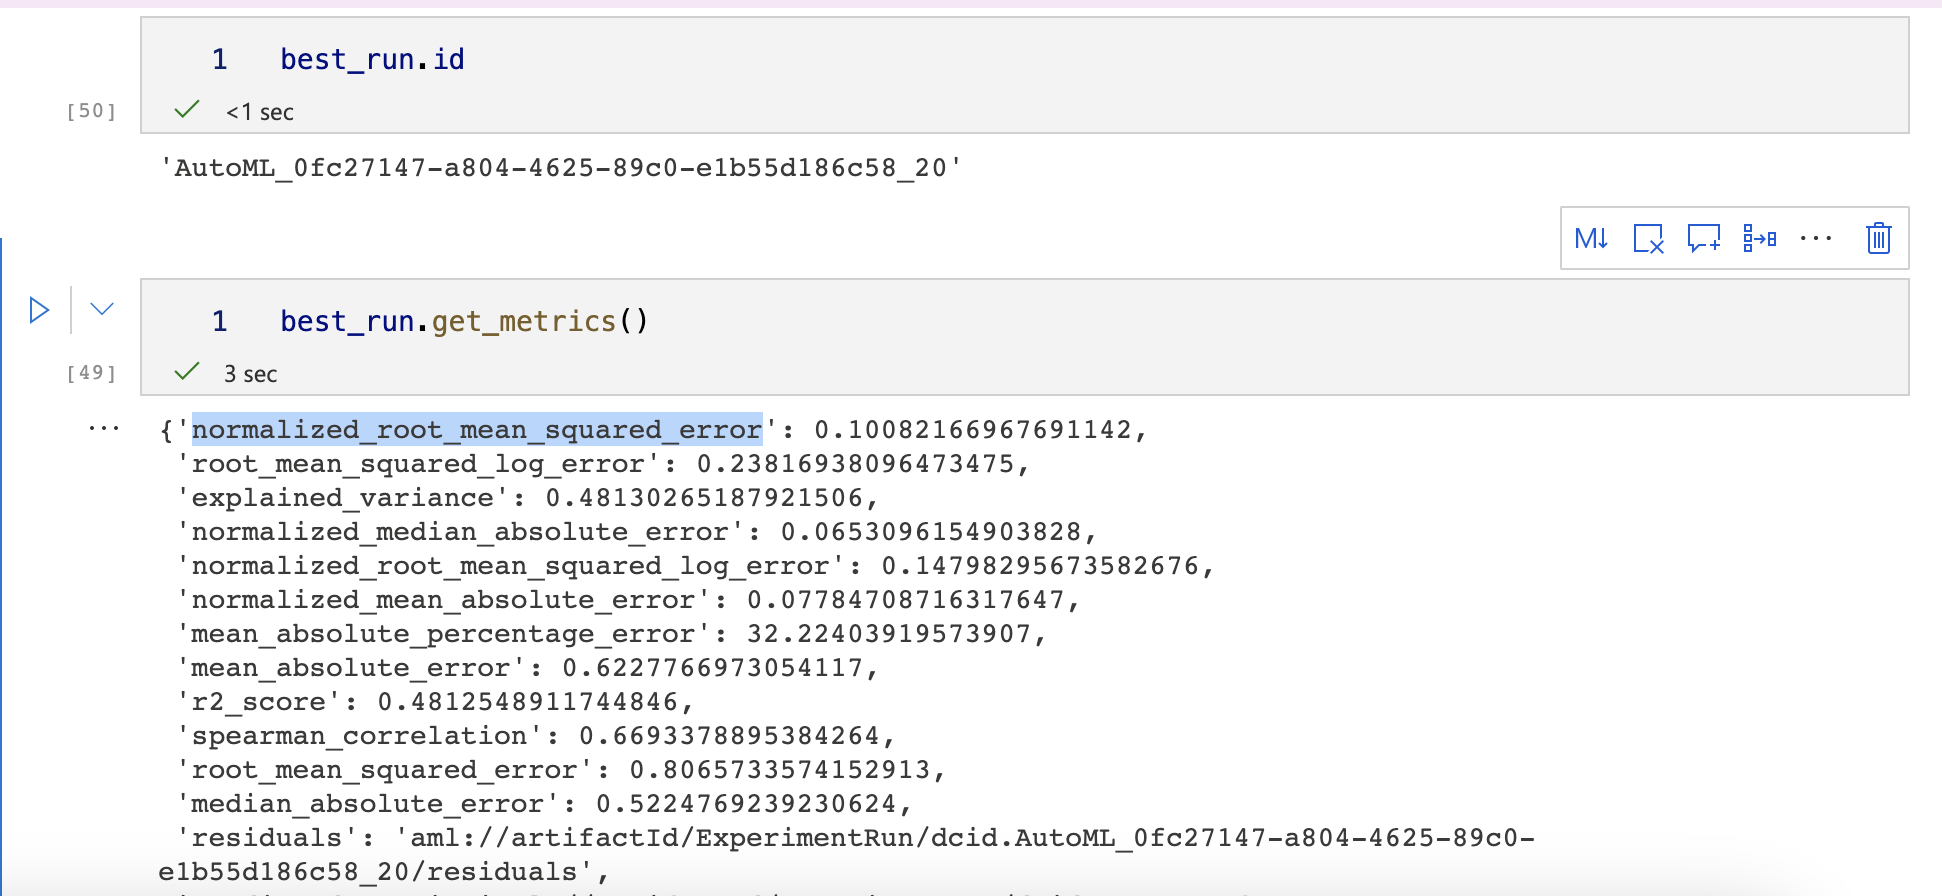 1 best_run.id
[50] <1 sec
'AutoML_0fc27147-a804-4625-89c0-e1b55d186c58_20'
M↓ ...
1 best_run.get_metrics()
[49] 3 sec
... {'normalized_root_mean_squared_error': 0.10082166967691142,
'root_mean_squared_log_error': 0.23816938096473475,
'explained_variance': 0.48130265187921506,
'normalized_median_absolute_error': 0.0653096154903828,
'normalized_root_mean_squared_log_error': 0.14798295673582676,
'normalized_mean_absolute_error': 0.07784708716317647,
'mean_absolute_percentage_error': 32.22403919573907,
'mean_absolute_error': 0.6227766973054117,
'r2_score': 0.4812548911744846,
'spearman_correlation': 0.6693378895384264,
'root_mean_squared_error': 0.8065733574152913,
'median_absolute_error': 0.5224769239230624,
'residuals': 'aml://artifactId/ExperimentRun/dcid.AutoML_0fc27147-a804-4625-89c0-
e1b55d186c58_20/residuals',